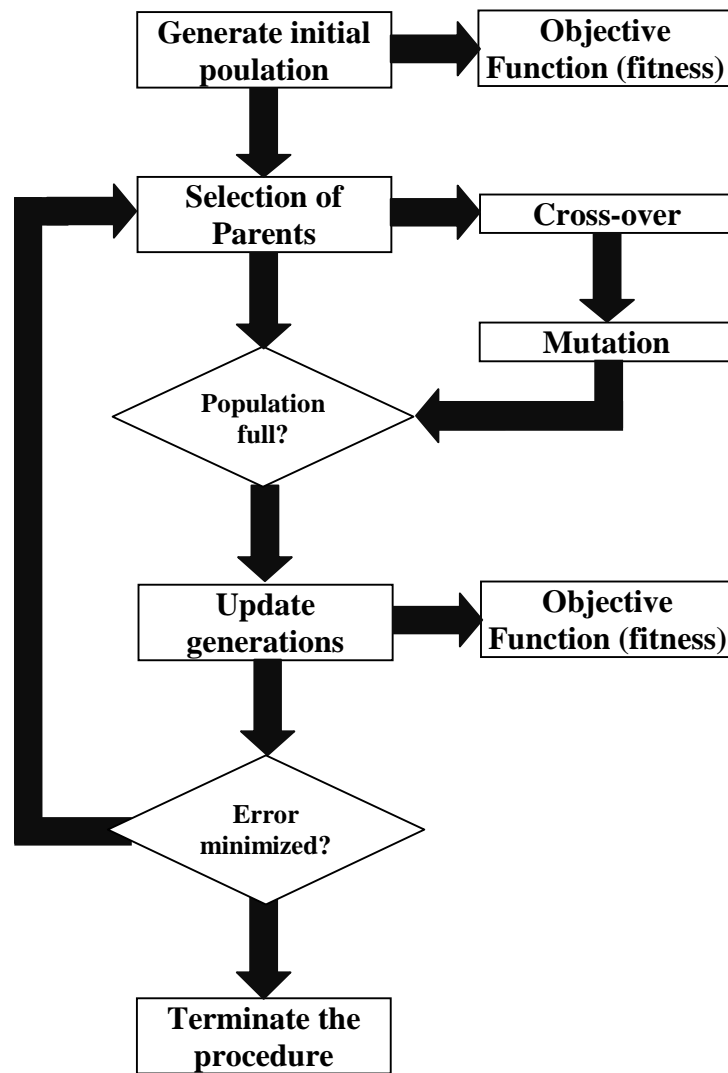 Generate initial
poulation
Objective
Function (fitness)
Selection of
Parents
Cross-over
Mutation
Population
full?
Update
generations
Objective
Function (fitness)
Error
minimized?
Terminate the
procedure